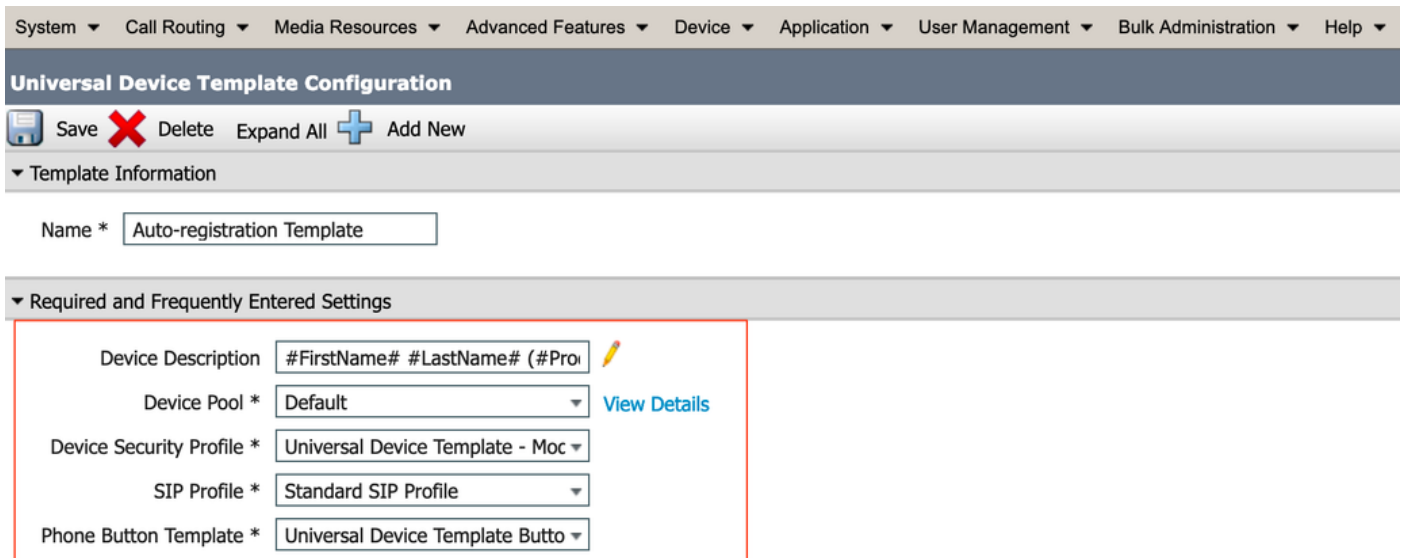 System Call Routing Media Resources Advanced Features Device Application User Management Bulk Administration Help
Universal Device Template Configuration
Save Delete Expand All Add New
Template Information
Name * Auto-registration Template
Required and Frequently Entered Settings
Device Description #FirstName# #LastName# (#Pro
Device Pool * Default View Details
Device Security Profile * Universal Device Template - Moc
SIP Profile * Standard SIP Profile
Phone Button Template * Universal Device Template Butto